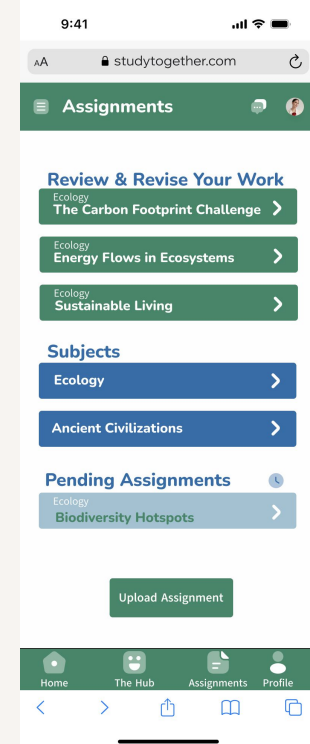 9:41
AA studytogether.com
Assignments
Review & Revise Your Work
Ecology
The Carbon Footprint Challenge
Ecology
Energy Flows in Ecosystems
Ecology
Sustainable Living
Subjects
Ecology
Ancient Civilizations
Pending Assignments
Ecology
Biodiversity Hotspots
Upload Assignment
Home The Hub Assignments Profile